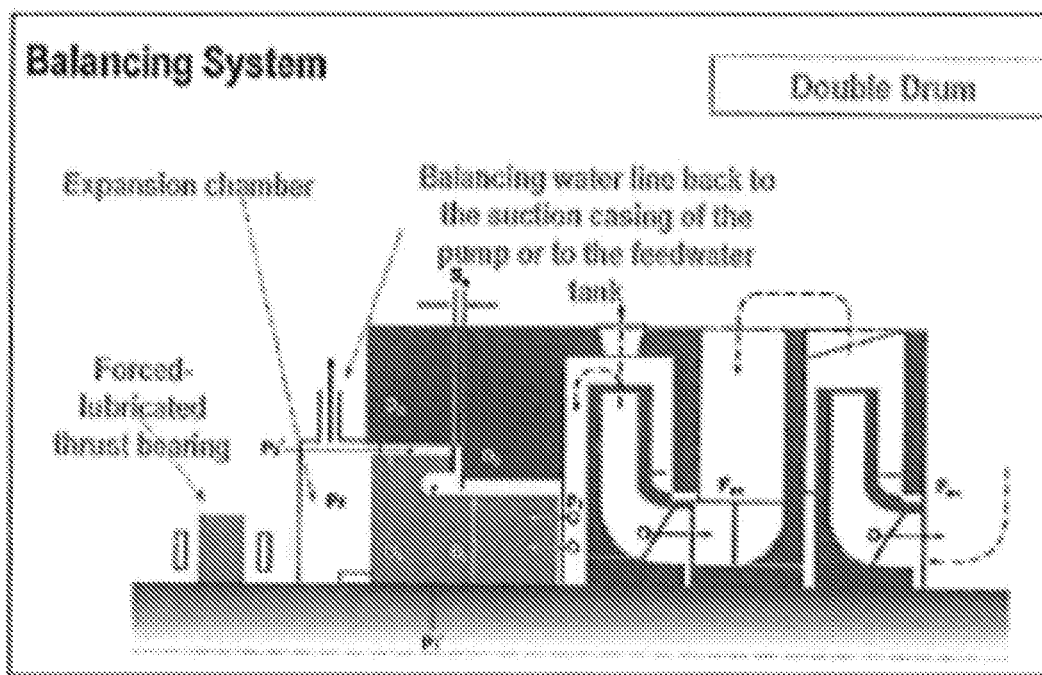 Balancing System
Double Drum
Expansion chamber
Balancing water line back to
the suction casing of the
pump or to the feedwater
tank
Forced-
lubricated
thrust bearing